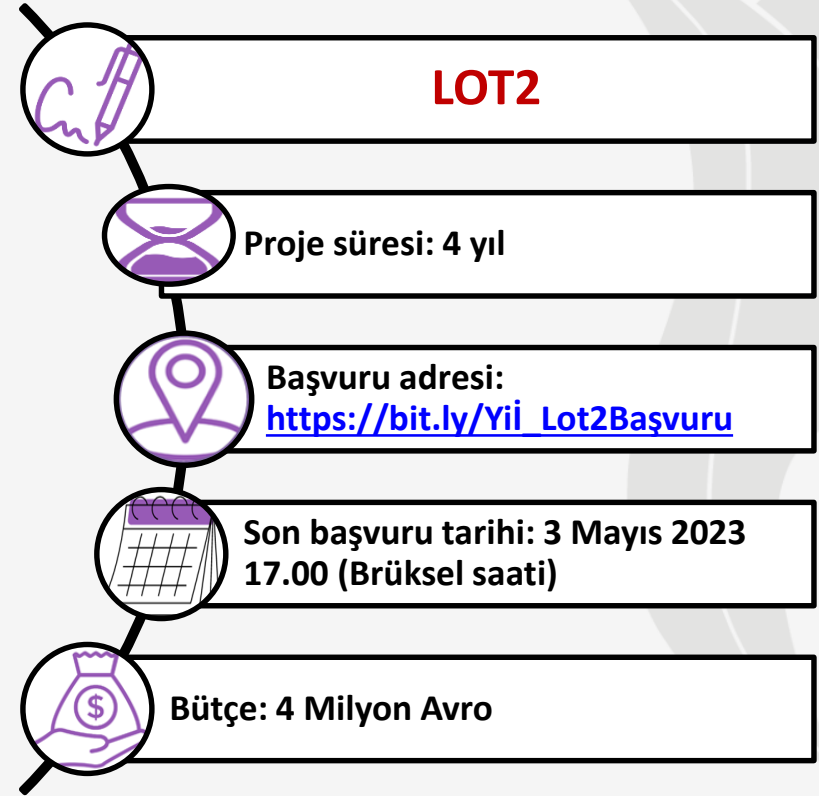 LOT2
Proje süresi: 4 yıl
Başvuru adresi:
https://bit.ly/Yiİ_Lot2Başvuru
Son başvuru tarihi: 3 Mayıs 2023
17.00 (Brüksel saati)
$
Bütçe: 4 Milyon Avro